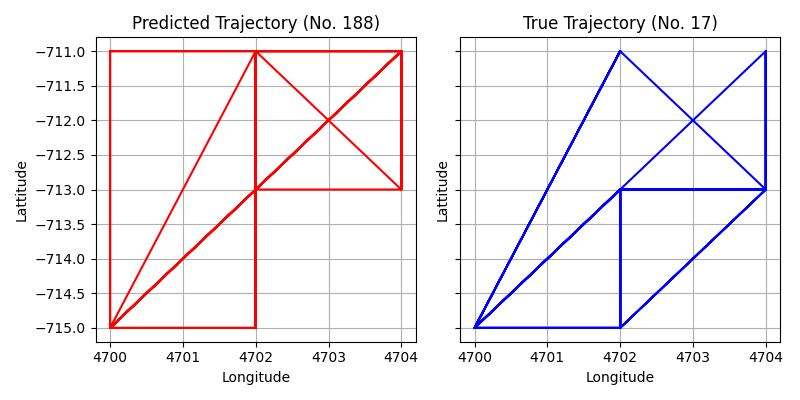 Predicted Trajectory (No. 188)
True Trajectory (No. 17)
−711.0
−711.5
−712.0
−712.5
−713.0
−713.5
−714.0
−714.5
−715.0
Lattitude
Lattitude
4700 4701 4702 4703 4704
4700 4701 4702 4703 4704
Longitude
Longitude